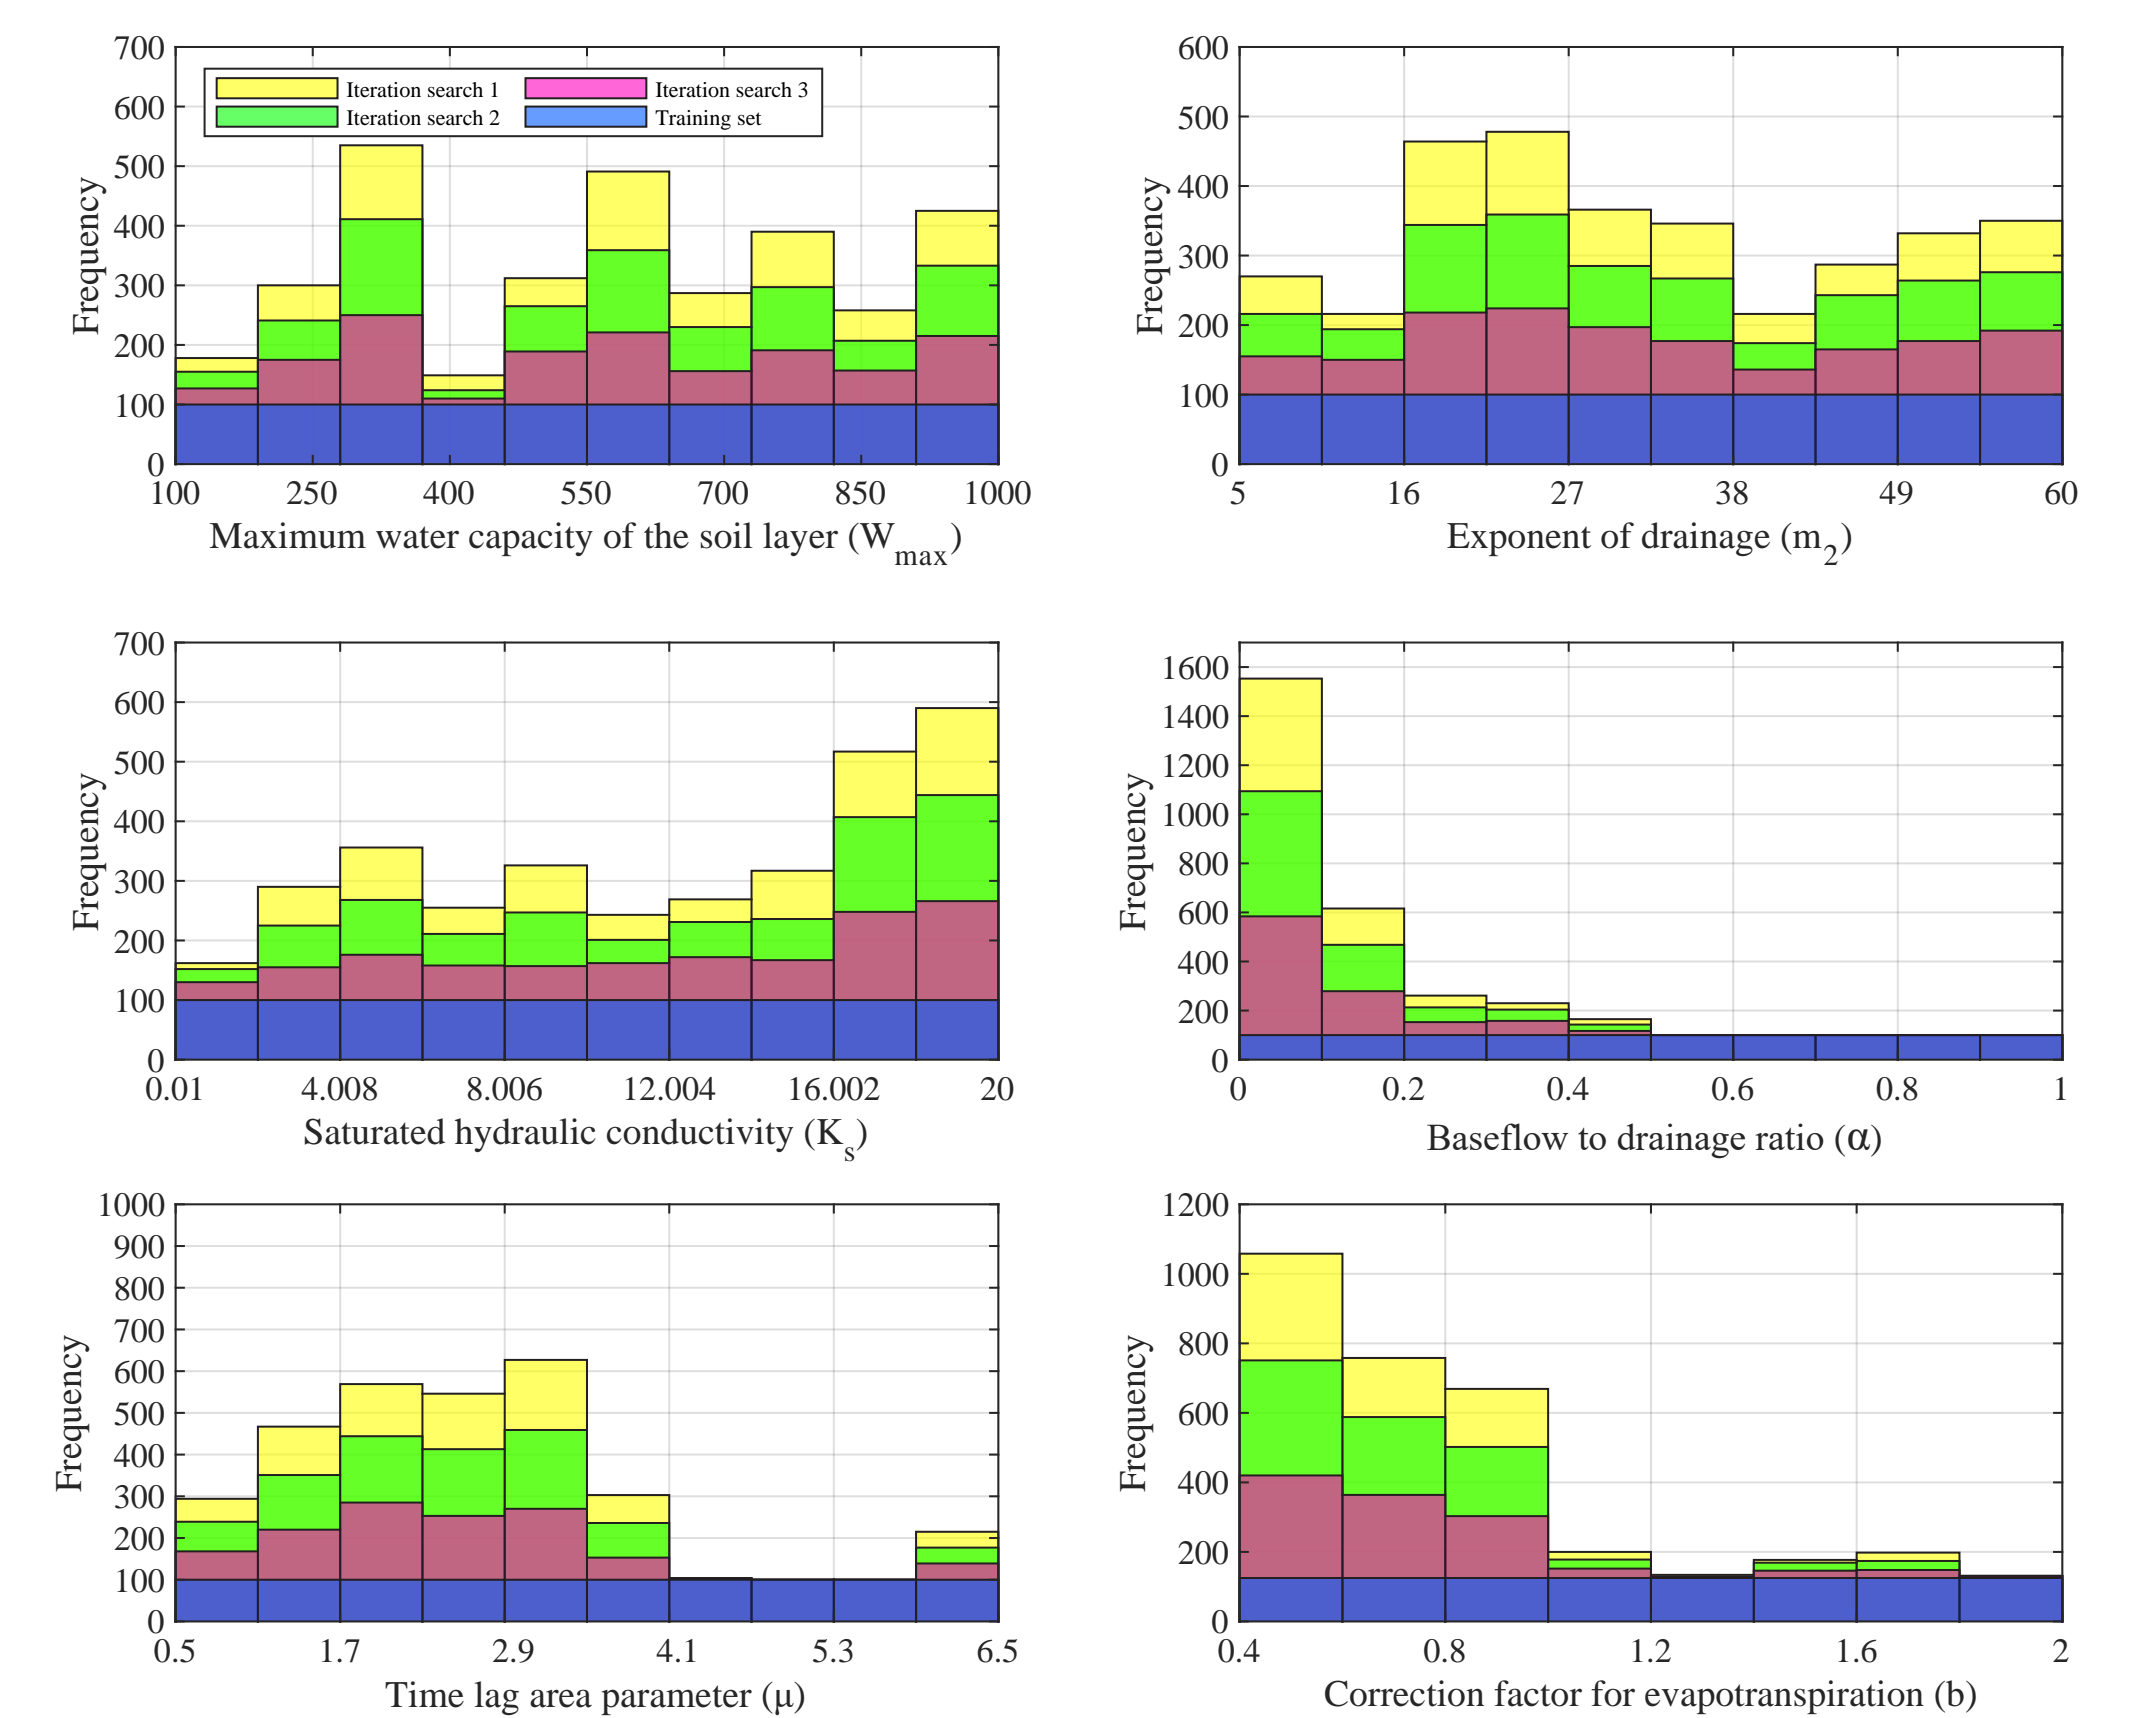 700
600
500
400
300
200
100
0
Frequency
Iteration search 1
Iteration search 2
Iteration search 3
Training set
100 250 400 550 700 850 1000
Maximum water capacity of the soil layer (Wmax)
600
500
400
300
200
100
0
Frequency
5 16 27 38 49 60
Exponent of drainage (m2)
700
600
500
400
300
200
100
0
Frequency
0.01 4.008 8.006 12.004 16.002 20
Saturated hydraulic conductivity (Ks)
1600
1400
1200
1000
800
600
400
200
0
Frequency
0 0.2 0.4 0.6 0.8 1
Baseflow to drainage ratio (α)
1000
900
800
700
600
500
400
300
200
100
0
Frequency
0.5 1.7 2.9 4.1 5.3 6.5
Time lag area parameter (μ)
1200
1000
800
600
400
200
0
Frequency
0.4 0.8 1.2 1.6 2
Correction factor for evapotranspiration (b)